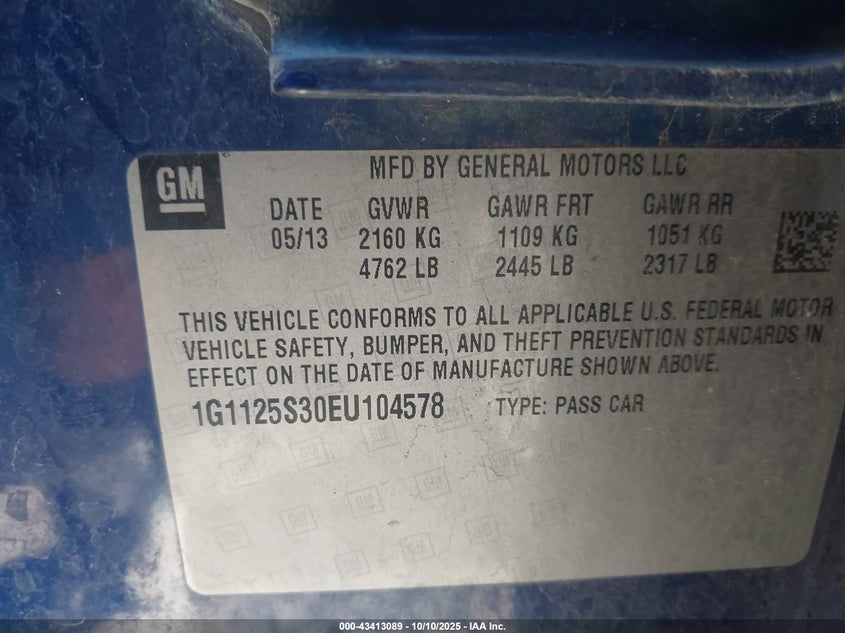 GM
MFD BY GENERAL MOTORS LLC
DATE GVWR GAWR FRT GAWR RR
05/13 2160 KG 1109 KG 1051 KG
4762 LB 2445 LB 2317 LB
THIS VEHICLE CONFORMS TO ALL APPLICABLE U.S. FEDERAL MOTOR
VEHICLE SAFETY, BUMPER, AND THEFT PREVENTION STANDARDS IN
EFFECT ON THE DATE OF MANUFACTURE SHOWN ABOVE.
1G1125S30EU104578 TYPE: PASS CAR
000-43413089 - 10/10/2025 - IAA Inc.